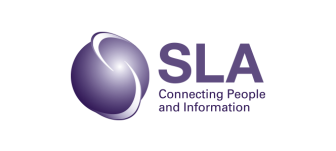 SLA
Connecting People
and Information